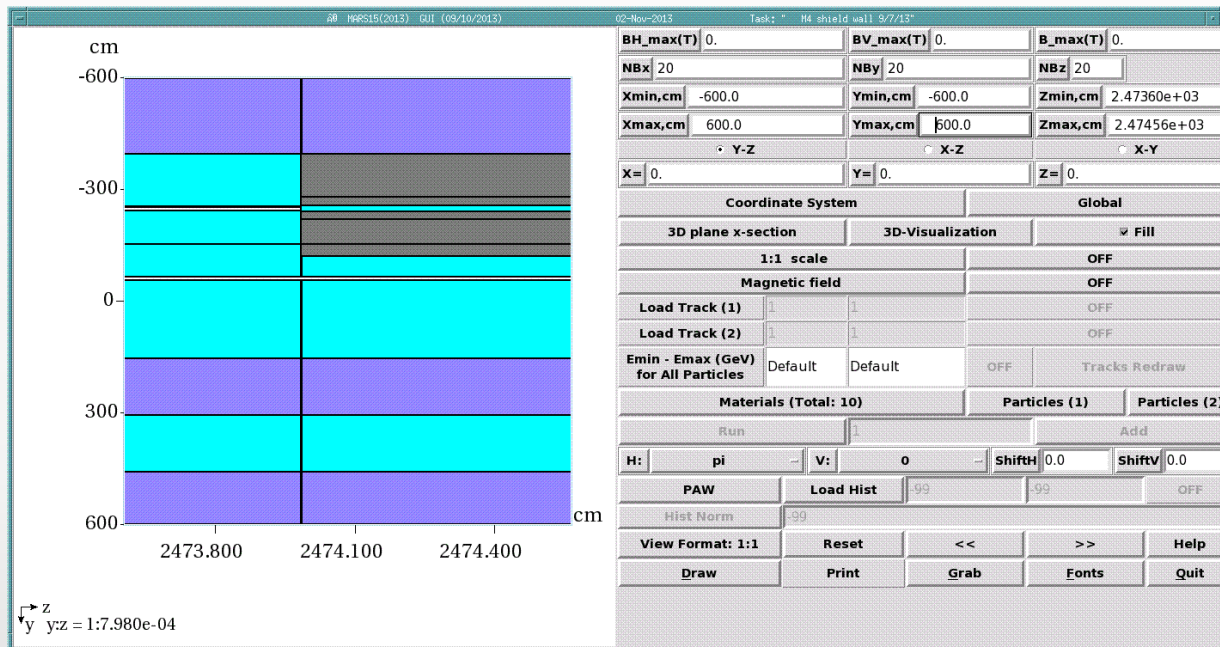 MARS15(2013) GUI (09/10/2013) 02-Nov-2013 Task: " M4 shield wall 9/7/13"
cm
-600
-300
0
300
600
cm
2473.800 2474.100 2474.400
z
y y:z = 1:7.980e-04
BH_max(T) 0. BV_max(T) 0. B_max(T) 0.
NBx 20 NBy 20 NBz 20
Xmin,cm -600.0 Ymin,cm -600.0 Zmin,cm 2.47360e+03
Xmax,cm 600.0 Ymax,cm 600.0 Zmax,cm 2.47456e+03
Y-Z X-Z X-Y
X= 0. Y= 0. Z= 0.
Coordinate System Global
3D plane x-section 3D-Visualization Fill
1:1 scale OFF
Magnetic field OFF
Load Track (1) 1 1 OFF
Load Track (2) 1 1 OFF
Emin - Emax (GeV)
for All Particles Default Default OFF Tracks Redraw
Materials (Total: 10) Particles (1) Particles (2)
Run 1 Add
H: pi V: 0 ShiftH 0.0 ShiftV 0.0
PAW Load Hist -99 -99 OFF
Hist Norm -99
View Format: 1:1 Reset << >> Help
Draw Print Grab Fonts Quit